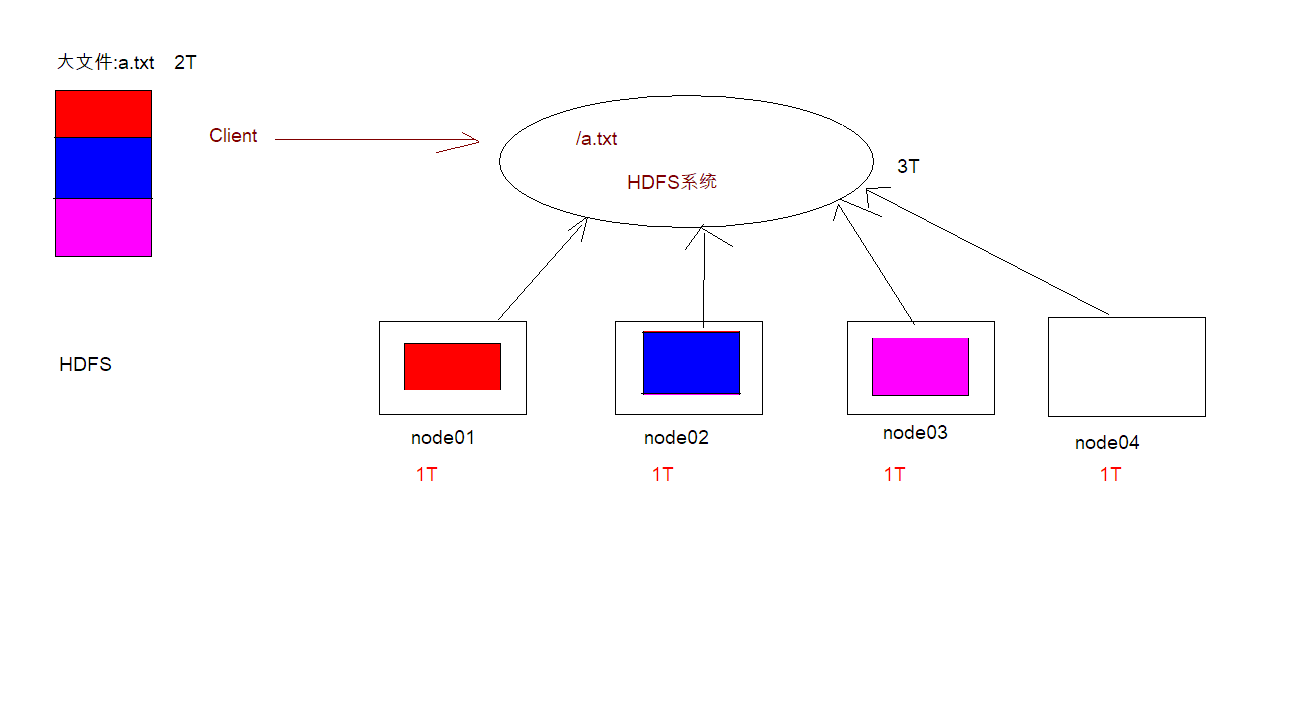 大文件:a.txt 2T
Client
/a.txt
HDFS系统
3T
HDFS
node01
node02
node03
node04
1T
1T
1T
1T